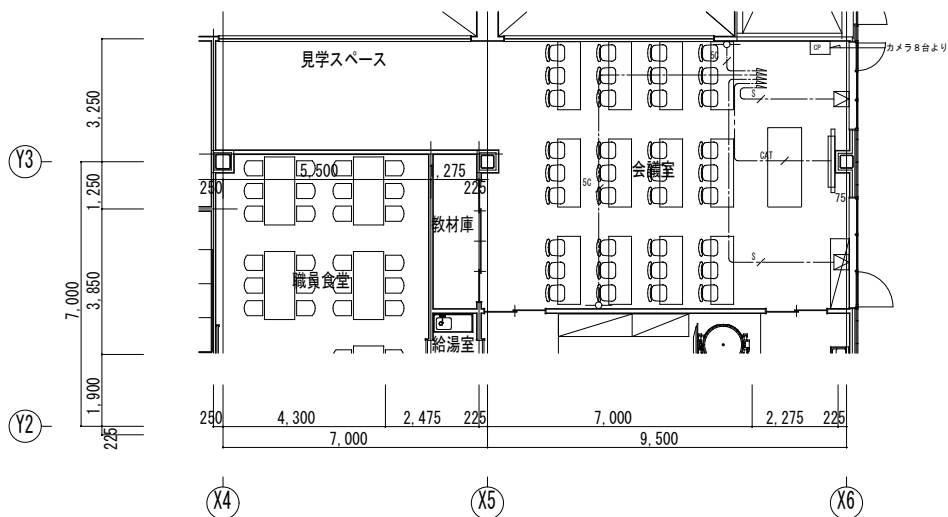 見学スペース
5C
CP
カメラ８台より
S
3,250
Y3
5,500
1,275
会議室
CAT
250
225
5C
75
1,250
教材庫
職員食堂
S
7,000
3,850
給湯室
1,900
250
4,300
2,475
225
7,000
2,275
225
Y2
225
7,000
9,500
X4
X5
X6